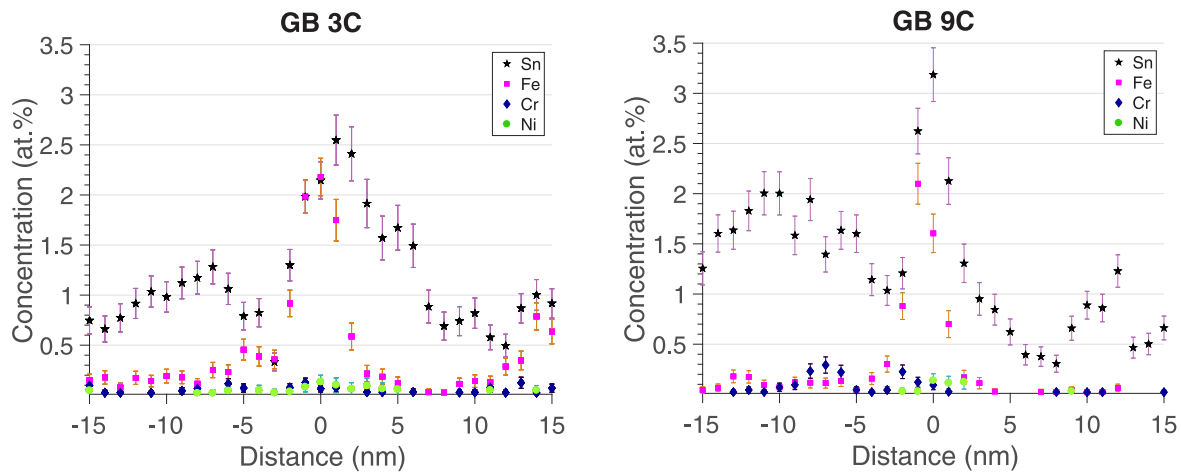 GB 3C
3.5
3
2.5
2
1.5
1
0.5
-15 -10 -5 0 5 10 15
Concentration (at.%)
Distance (nm)
Sn
Fe
Cr
Ni
GB 9C
3.5
3
2.5
2
1.5
1
0.5
-15 -10 -5 0 5 10 15
Concentration (at.%)
Distance (nm)
Sn
Fe
Cr
Ni